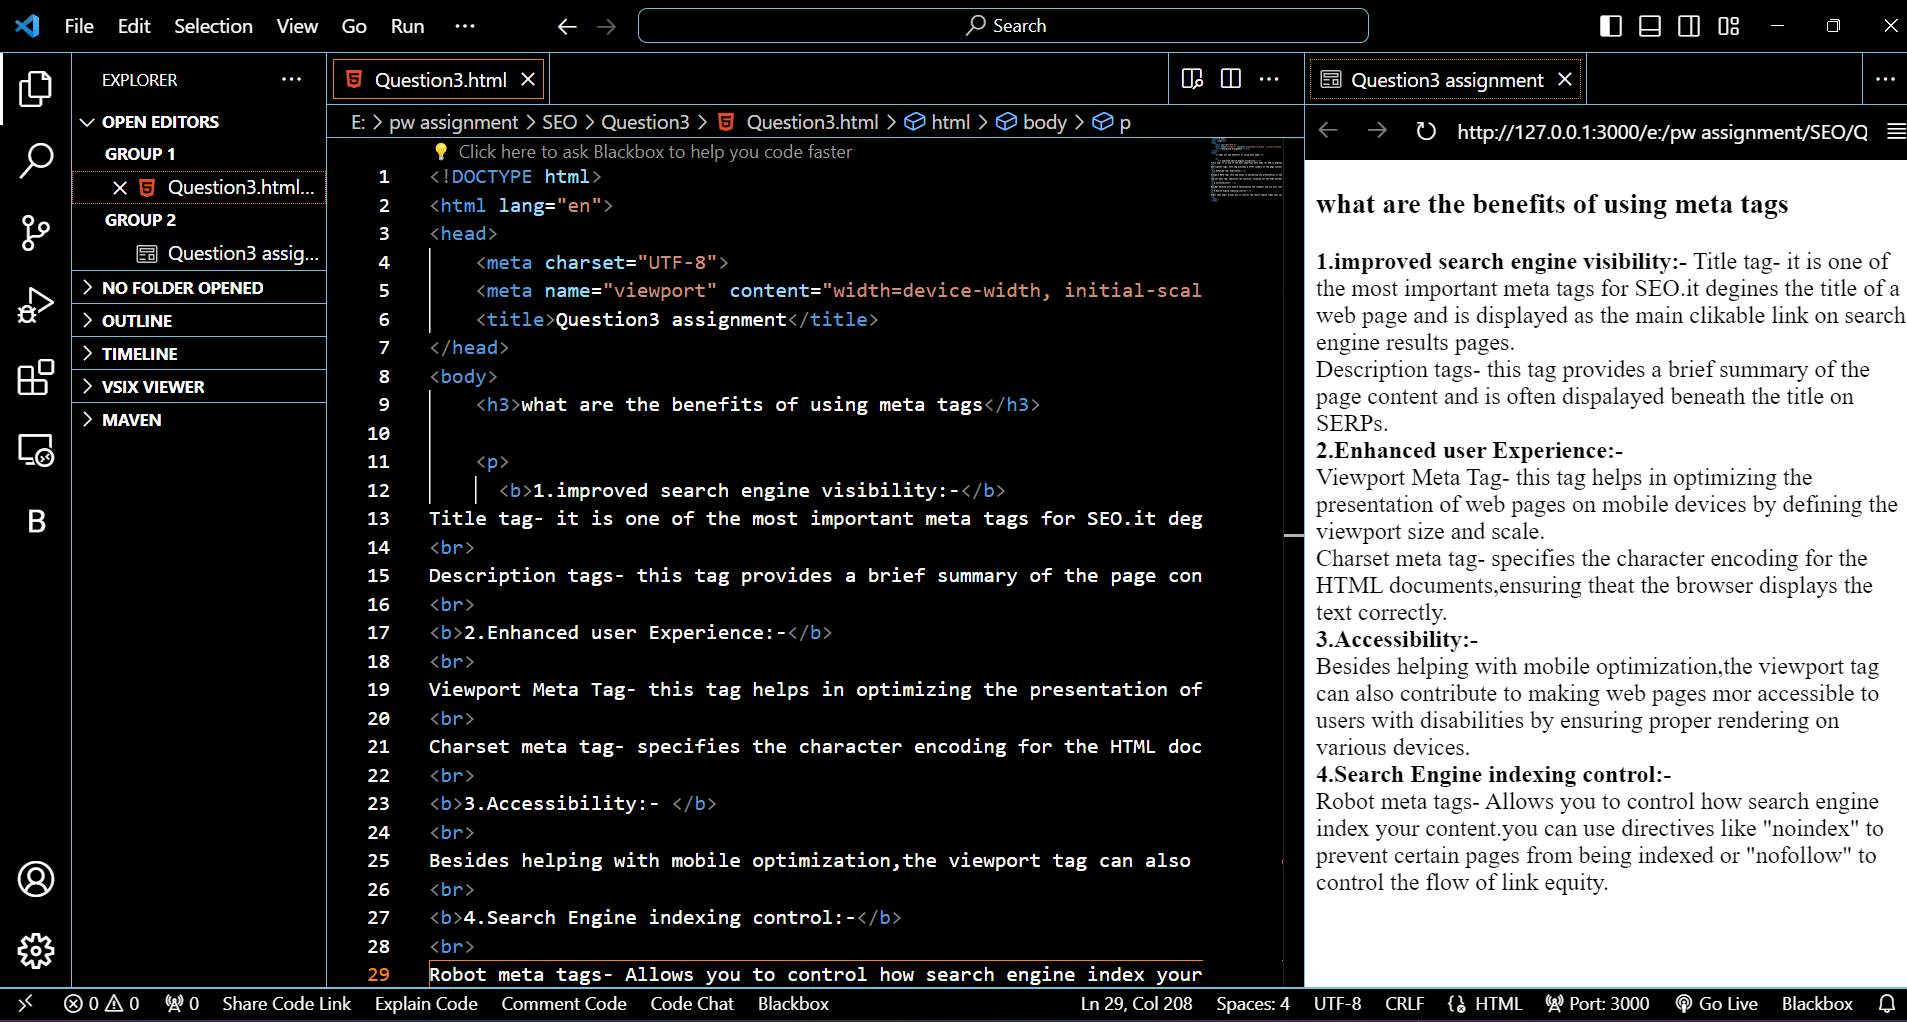 File Edit Selection View Go Run ··· Search
EXPLORER ···
OPEN EDITORS
GROUP 1
Question3.html...
GROUP 2
Question3 assig...
NO FOLDER OPENED
OUTLINE
TIMELINE
VSIX VIEWER
MAVEN
B
Question3.html
E: > pw assignment > SEO > Question3 > Question3.html > html > body > p
Click here to ask Blackbox to help you code faster
1 <!DOCTYPE html>
2 <html lang="en">
3 <head>
4 <meta charset="UTF-8">
5 <meta name="viewport" content="width=device-width, initial-scal
6 <title>Question3 assignment</title>
7 </head>
8 <body>
9 <h3>what are the benefits of using meta tags</h3>
10
11 <p>
12 <b>1.improved search engine visibility:-</b>
13 Title tag- it is one of the most important meta tags for SEO.it deg
14 <br>
15 Description tags- this tag provides a brief summary of the page con
16 <br>
17 <b>2.Enhanced user Experience:-</b>
18 <br>
19 Viewport Meta Tag- this tag helps in optimizing the presentation of
20 <br>
21 Charset meta tag- specifies the character encoding for the HTML doc
22 <br>
23 <b>3.Accessibility:- </b>
24 <br>
25 Besides helping with mobile optimization,the viewport tag can also
26 <br>
27 <b>4.Search Engine indexing control:-</b>
28 <br>
29 Robot meta tags- Allows you to control how search engine index your
Question3 assignment
http://127.0.0.1:3000/e:/pw assignment/SEO/Q
what are the benefits of using meta tags
1.improved search engine visibility:- Title tag- it is one of
the most important meta tags for SEO.it degines the title of a
web page and is displayed as the main clikable link on search
engine results pages.
Description tags- this tag provides a brief summary of the
page content and is often dispalayed beneath the title on
SERPs.
2.Enhanced user Experience:-
Viewport Meta Tag- this tag helps in optimizing the
presentation of web pages on mobile devices by defining the
viewport size and scale.
Charset meta tag- specifies the character encoding for the
HTML documents,ensuring theat the browser displays the
text correctly.
3.Accessibility:-
Besides helping with mobile optimization,the viewport tag
can also contribute to making web pages mor accessible to
users with disabilities by ensuring proper rendering on
various devices.
4.Search Engine indexing control:-
Robot meta tags- Allows you to control how search engine
index your content.you can use directives like "noindex" to
prevent certain pages from being indexed or "nofollow" to
control the flow of link equity.
0 0 0 Share Code Link Explain Code Comment Code Code Chat Blackbox Ln 29, Col 208 Spaces: 4 UTF-8 CRLF HTML Port: 3000 Go Live Blackbox